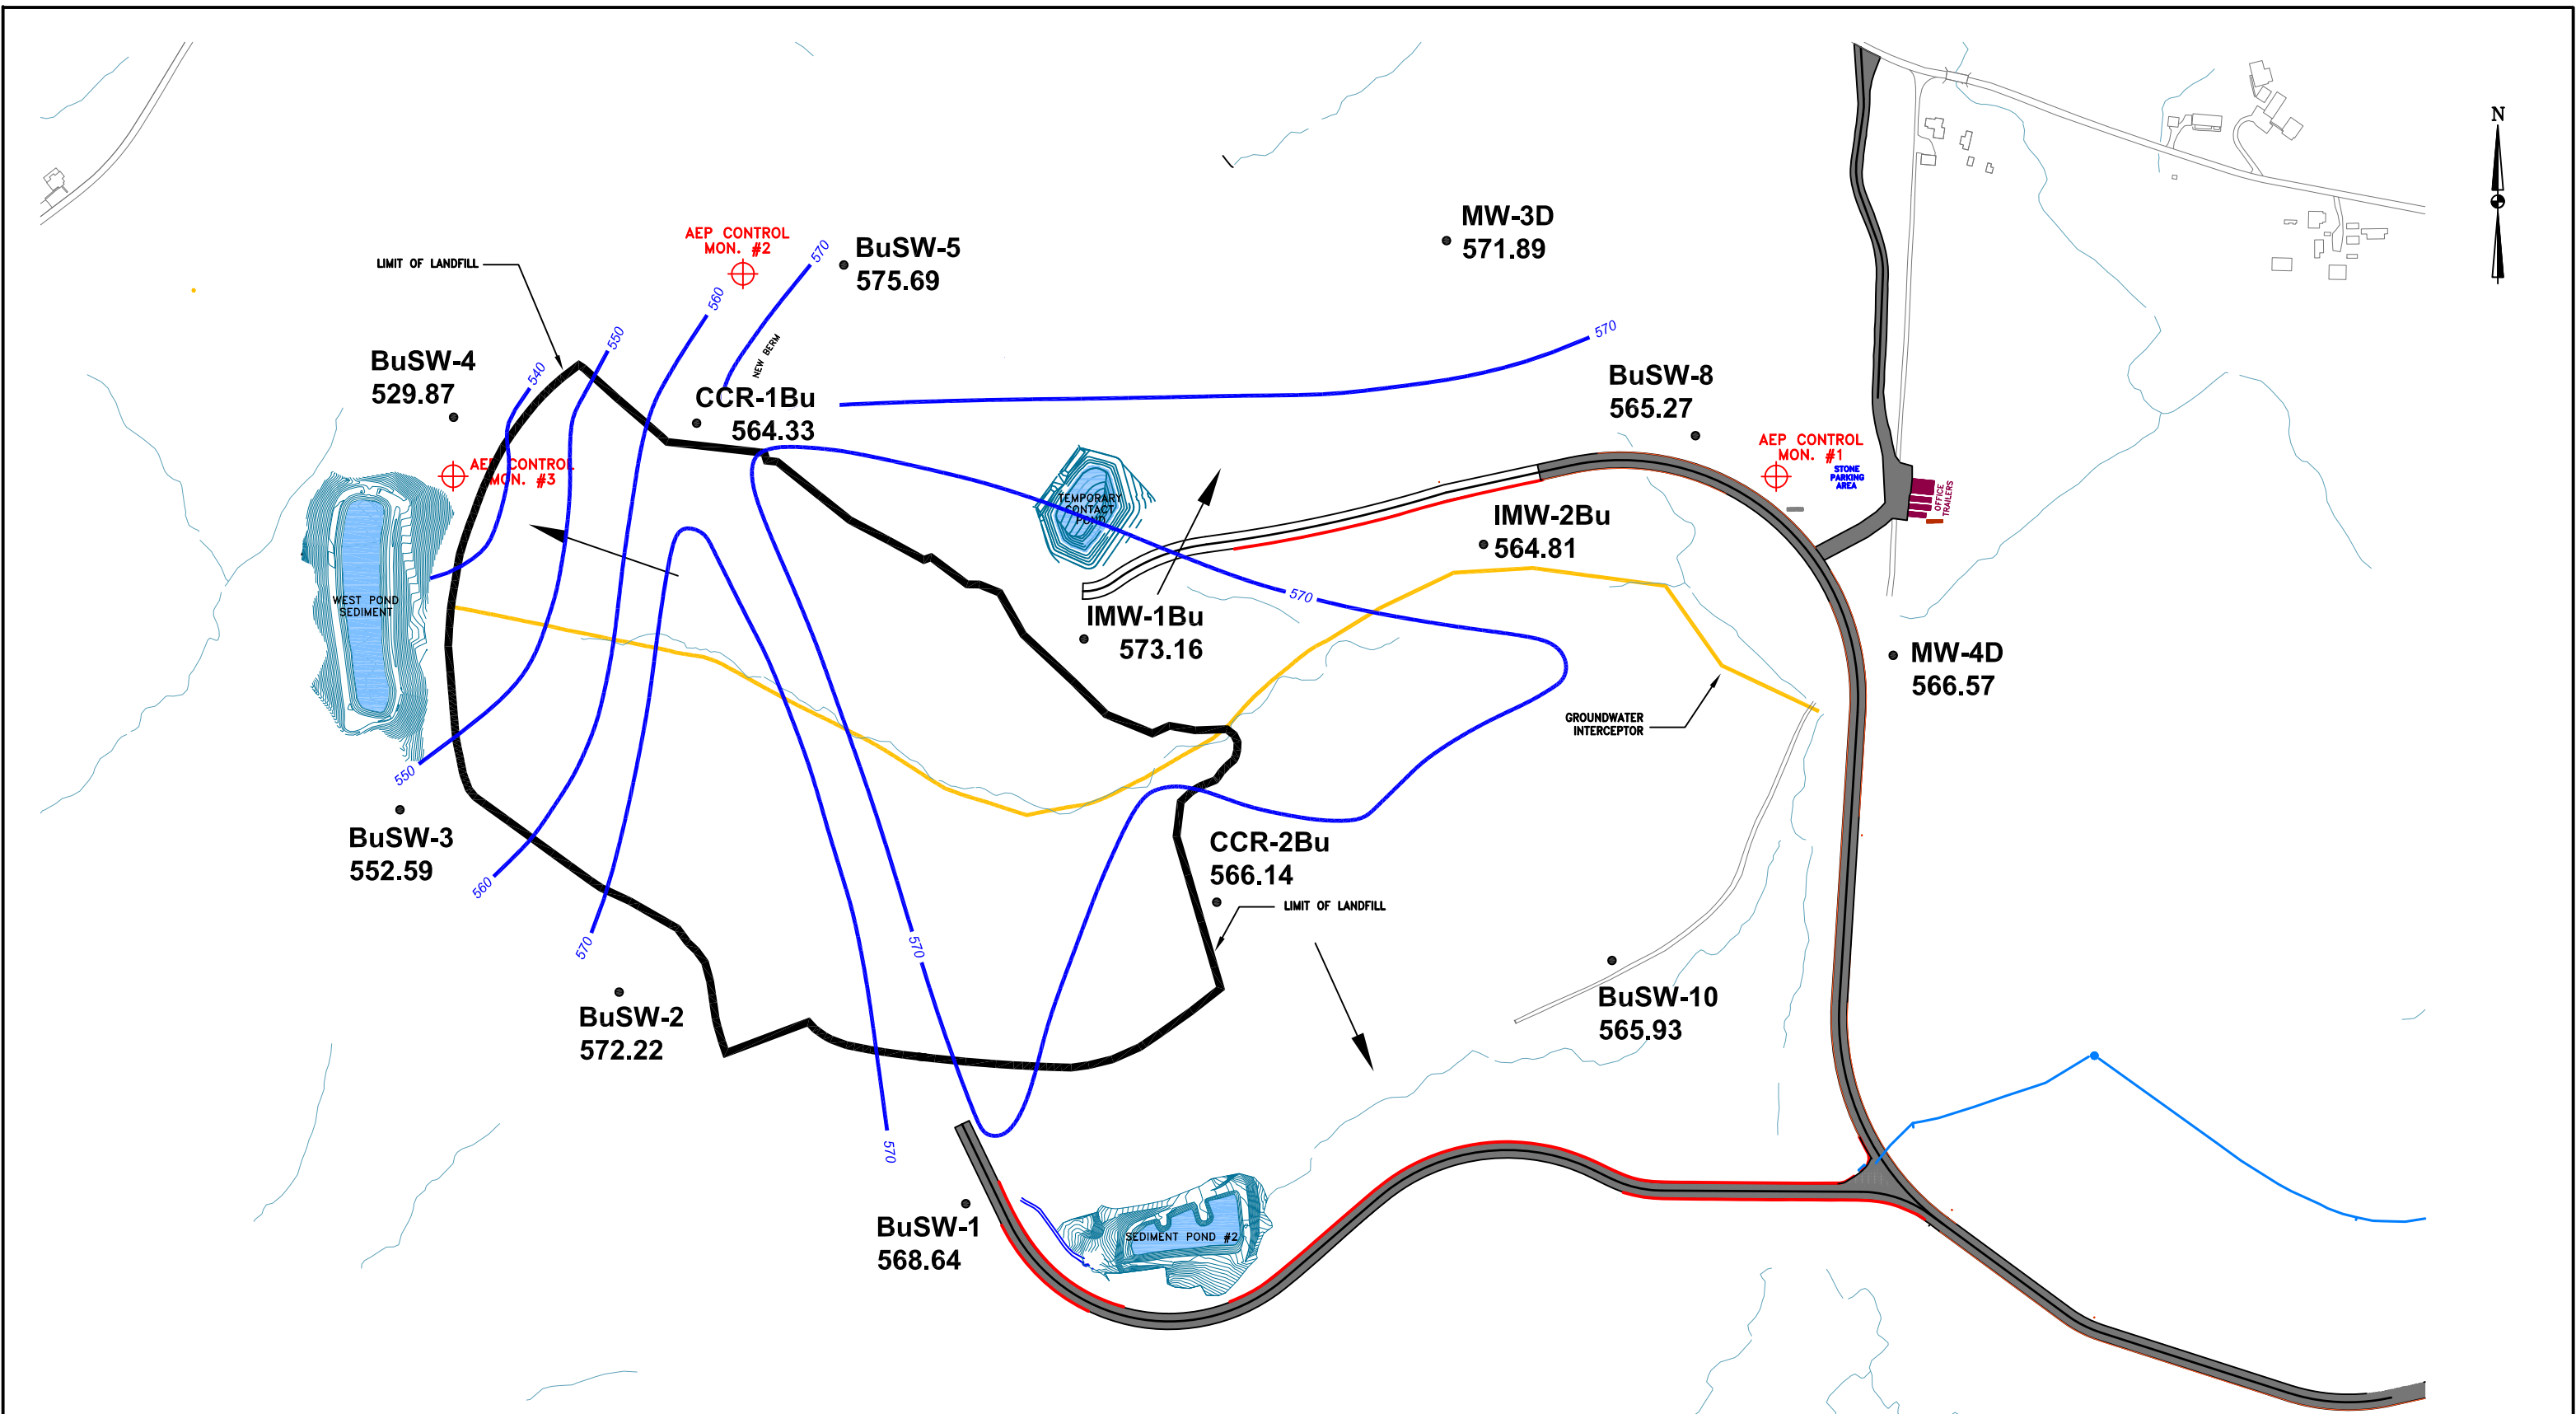 N
MW-3D
571.89
AEP CONTROL
MON. #2
570
BuSW-5
575.69
LIMIT OF LANDFILL
560
550
570
NEW BERM
BuSW-4
529.87
540
CCR-1Bu
564.33
BuSW-8
565.27
AEP CONTROL
MON. #1
STONE
PARKING
AREA
OFFICE
TRAILERS
AEP CONTROL
MON. #3
TEMPORARY
CONTACT
POND
IMW-2Bu
564.81
WEST POND
SEDIMENT
570
IMW-1Bu
573.16
MW-4D
566.57
GROUNDWATER
INTERCEPTOR
550
BuSW-3
552.59
CCR-2Bu
566.14
560
LIMIT OF LANDFILL
570
570
BuSW-10
565.93
BuSW-2
572.22
570
BuSW-1
568.64
SEDIMENT POND #2